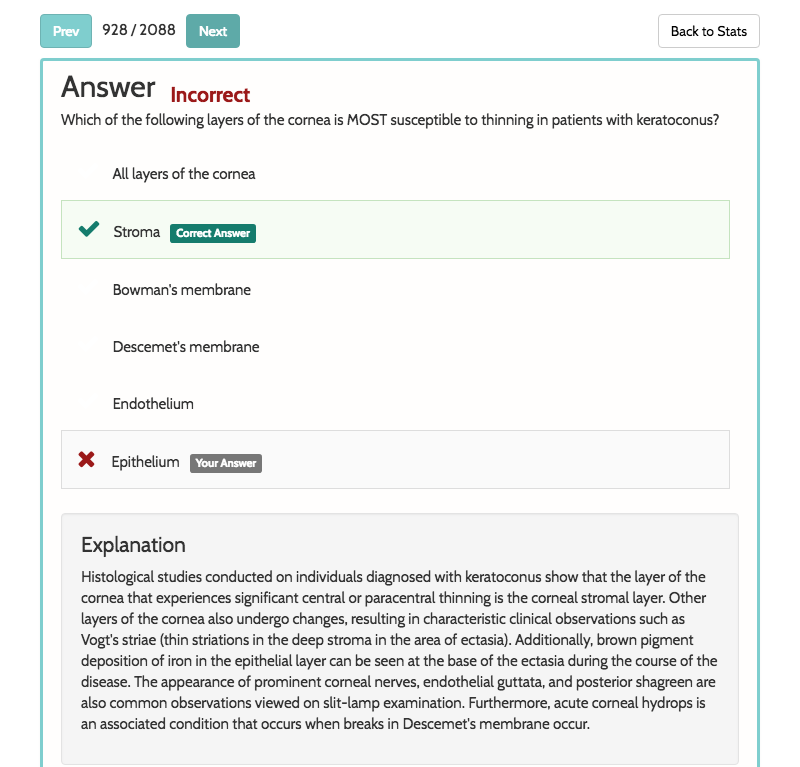 Prev 928 / 2088 Next Back to Stats
Answer Incorrect
Which of the following layers of the cornea is MOST susceptible to thinning in patients with keratoconus?
All layers of the cornea
Stroma Correct Answer
Bowman's membrane
Descemet's membrane
Endothelium
Epithelium Your Answer
Explanation
Histological studies conducted on individuals diagnosed with keratoconus show that the layer of the
cornea that experiences significant central or paracentral thinning is the corneal stromal layer. Other
layers of the cornea also undergo changes, resulting in characteristic clinical observations such as
Vogt's striae (thin striations in the deep stroma in the area of ectasia). Additionally, brown pigment
deposition of iron in the epithelial layer can be seen at the base of the ectasia during the course of the
disease. The appearance of prominent corneal nerves, endothelial guttata, and posterior shagreen are
also common observations viewed on slit-lamp examination. Furthermore, acute corneal hydrops is
an associated condition that occurs when breaks in Descemet's membrane occur.